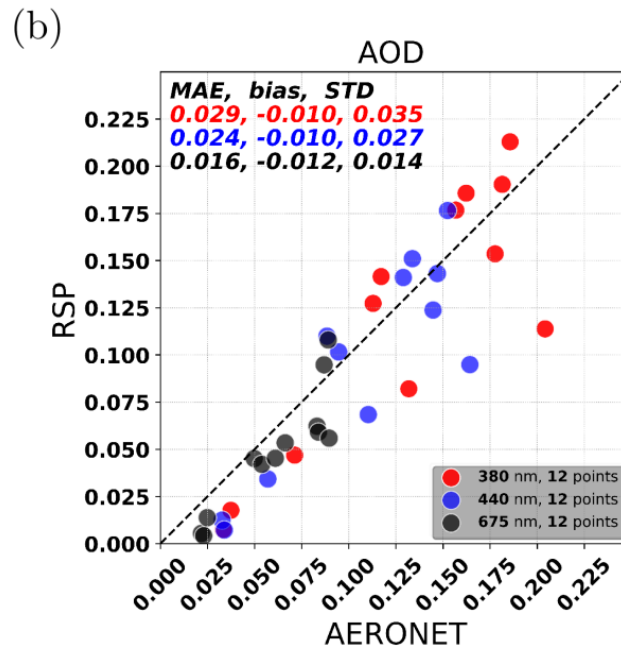 (b)
AOD
MAE, bias, STD
0.029, -0.010, 0.035
0.024, -0.010, 0.027
0.016, -0.012, 0.014
0.225
0.200
0.175
0.150
0.125
0.100
0.075
0.050
0.025
0.000
RSP
380 nm, 12 points
440 nm, 12 points
675 nm, 12 points
0.000
0.025
0.050
0.075
0.100
0.125
0.150
0.175
0.200
0.225
AERONET